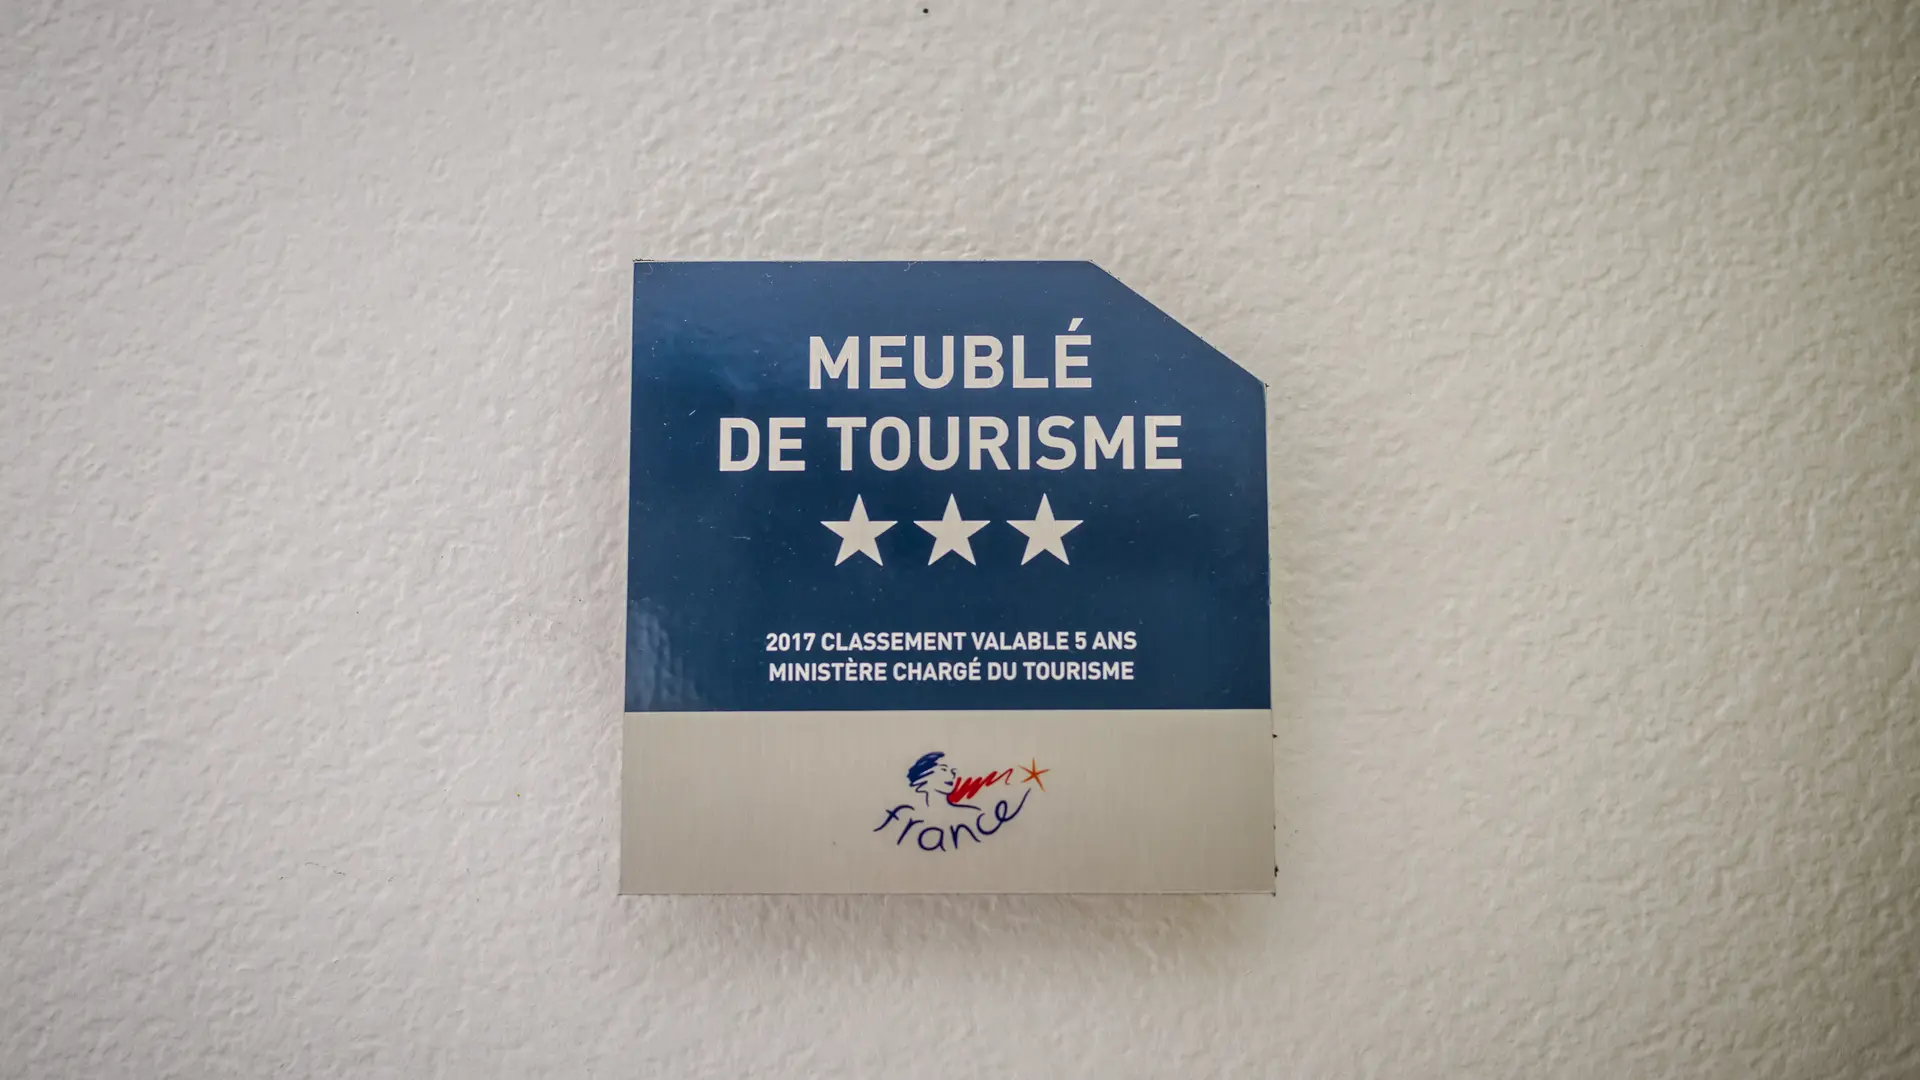 MEUBLÉ
DE TOURISME
2017 CLASSEMENT VALABLE 5 ANS
MINISTÈRE CHARGÉ DU TOURISME
france